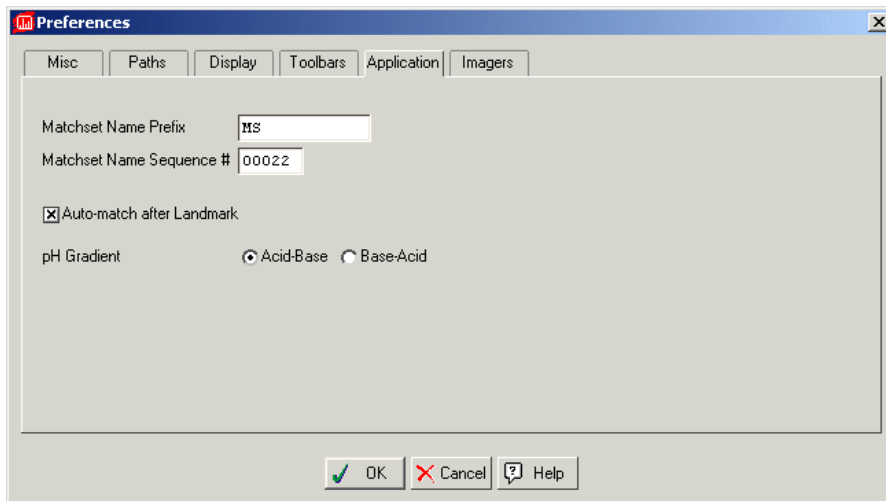 Preferences
Misc Paths Display Toolbars Application Imagers
Matchset Name Prefix MS
Matchset Name Sequence # 00022
Auto-match after Landmark
pH Gradient Acid-Base Base-Acid
OK Cancel ? Help